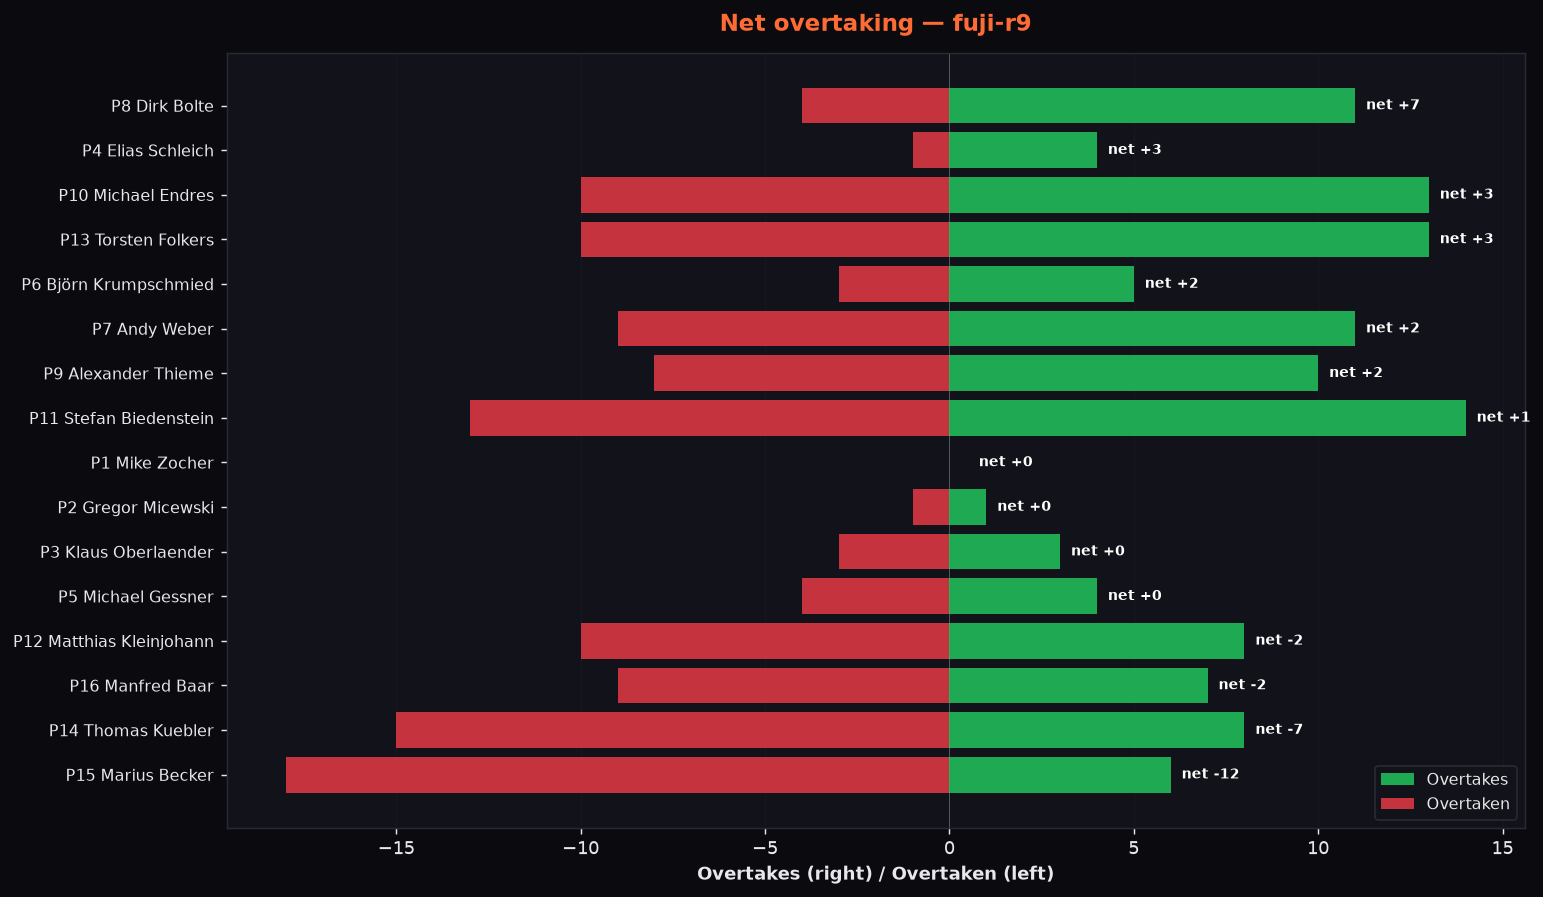 Net overtaking — fuji-r9
P8 Dirk Bolte
net +7
P4 Elias Schleich
net +3
P10 Michael Endres
net +3
P13 Torsten Folkers
net +3
P6 Björn Krumpschmied
net +2
P7 Andy Weber
net +2
P9 Alexander Thieme
net +2
P11 Stefan Biedenstein
net +1
P1 Mike Zocher
net +0
P2 Gregor Micewski
net +0
P3 Klaus Oberlaender
net +0
P5 Michael Gessner
net +0
P12 Matthias Kleinjohann
net -2
P16 Manfred Baar
net -2
P14 Thomas Kuebler
net -7
P15 Marius Becker
net -12
Overtakes
Overtaken
−15 −10 −5 0 5 10 15
Overtakes (right) / Overtaken (left)